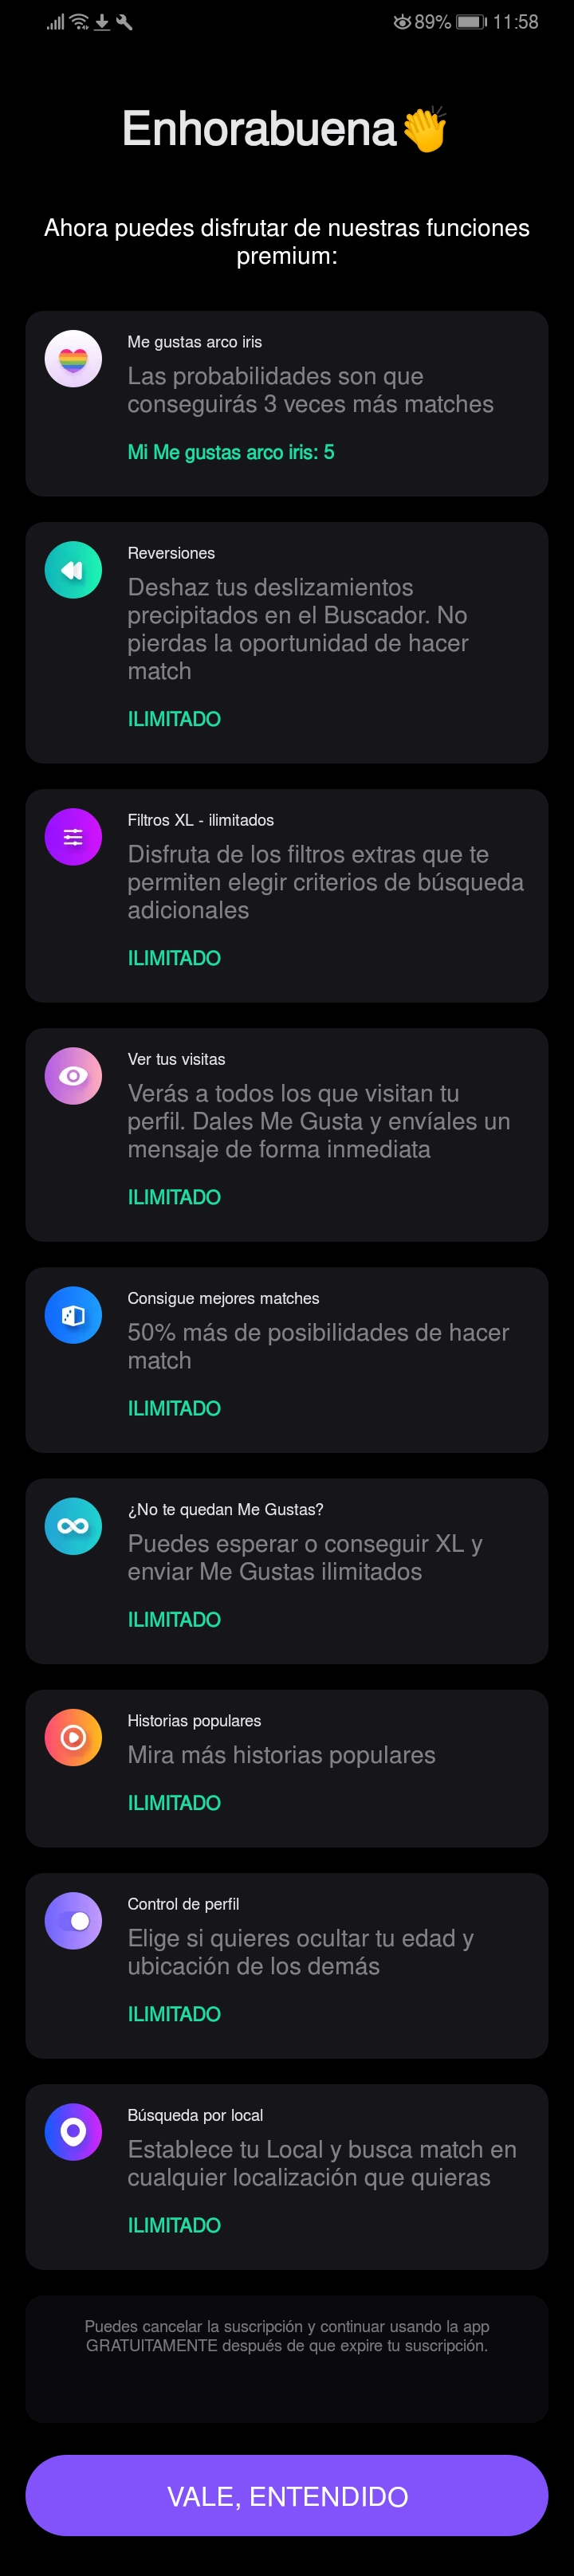 89% 11:58
Enhorabuena👏
Ahora puedes disfrutar de nuestras funciones
premium:
Me gustas arco iris
Las probabilidades son que
conseguirás 3 veces más matches
Mi Me gustas arco iris: 5
Reversiones
Deshaz tus deslizamientos
precipitados en el Buscador. No
pierdas la oportunidad de hacer
match
ILIMITADO
Filtros XL - ilimitados
Disfruta de los filtros extras que te
permiten elegir criterios de búsqueda
adicionales
ILIMITADO
Ver tus visitas
Verás a todos los que visitan tu
perfil. Dales Me Gusta y envíales un
mensaje de forma inmediata
ILIMITADO
Consigue mejores matches
50% más de posibilidades de hacer
match
ILIMITADO
¿No te quedan Me Gustas?
Puedes esperar o conseguir XL y
enviar Me Gustas ilimitados
ILIMITADO
Historias populares
Mira más historias populares
ILIMITADO
Control de perfil
Elige si quieres ocultar tu edad y
ubicación de los demás
ILIMITADO
Búsqueda por local
Establece tu Local y busca match en
cualquier localización que quieras
ILIMITADO
Puedes cancelar la suscripción y continuar usando la app
GRATUITAMENTE después de que expire tu suscripción.
VALE, ENTENDIDO